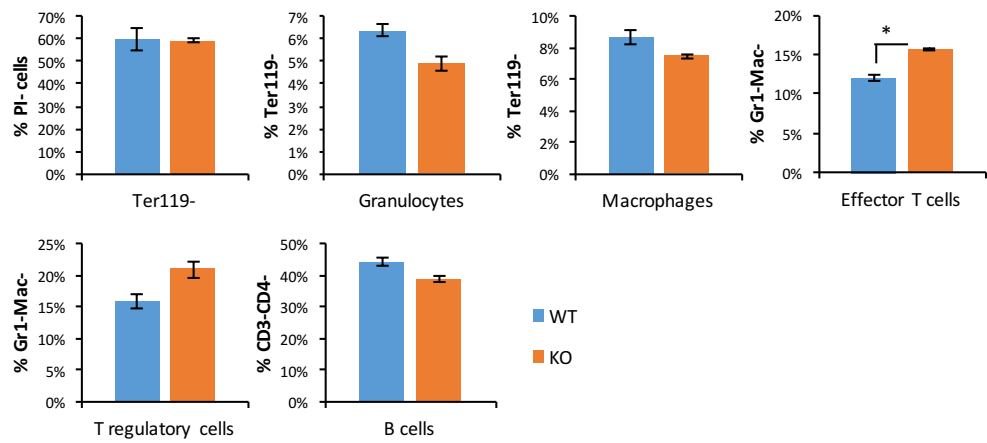 % PI- cells
70%
60%
50%
40%
30%
20%
10%
0%
Ter119-
% Ter119-
7%
6%
5%
4%
3%
2%
1%
0%
Granulocytes
% Ter119-
10%
8%
6%
4%
2%
0%
Macrophages
% Gr1-Mac-
20%
15%
10%
5%
0%
*
Effector T cells
% Gr1-Mac-
25%
20%
15%
10%
5%
0%
T regulatory cells
% CD3-CD4-
50%
40%
30%
20%
10%
0%
B cells
WT
KO